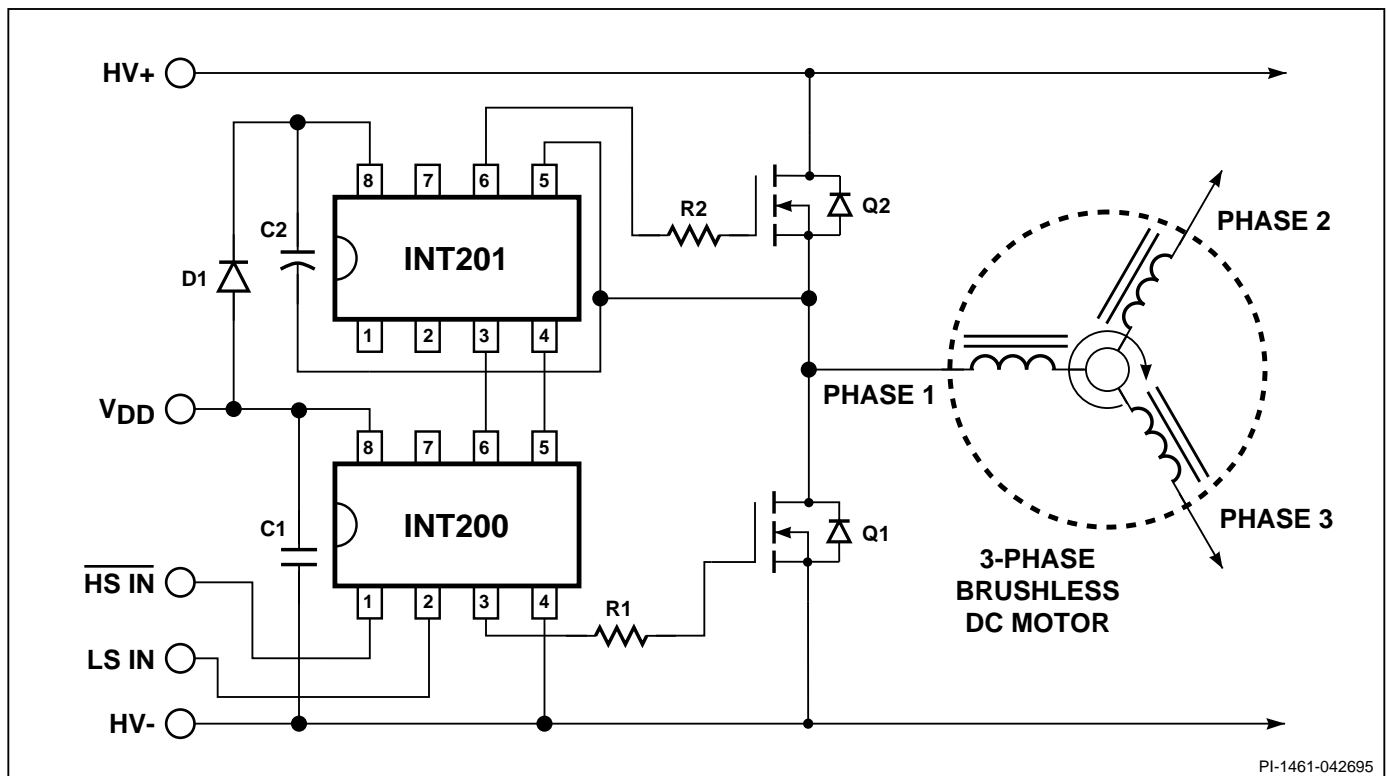 HV+
8 7 6 5
R2
Q2
PHASE 2
C2
INT201
D1
1 2 3 4
PHASE 1
VDD
8 7 6 5
C1
INT200
Q1
PHASE 3
3-PHASE
BRUSHLESS
DC MOTOR
HS IN
1 2 3 4
R1
LS IN
HV-
PI-1461-042695